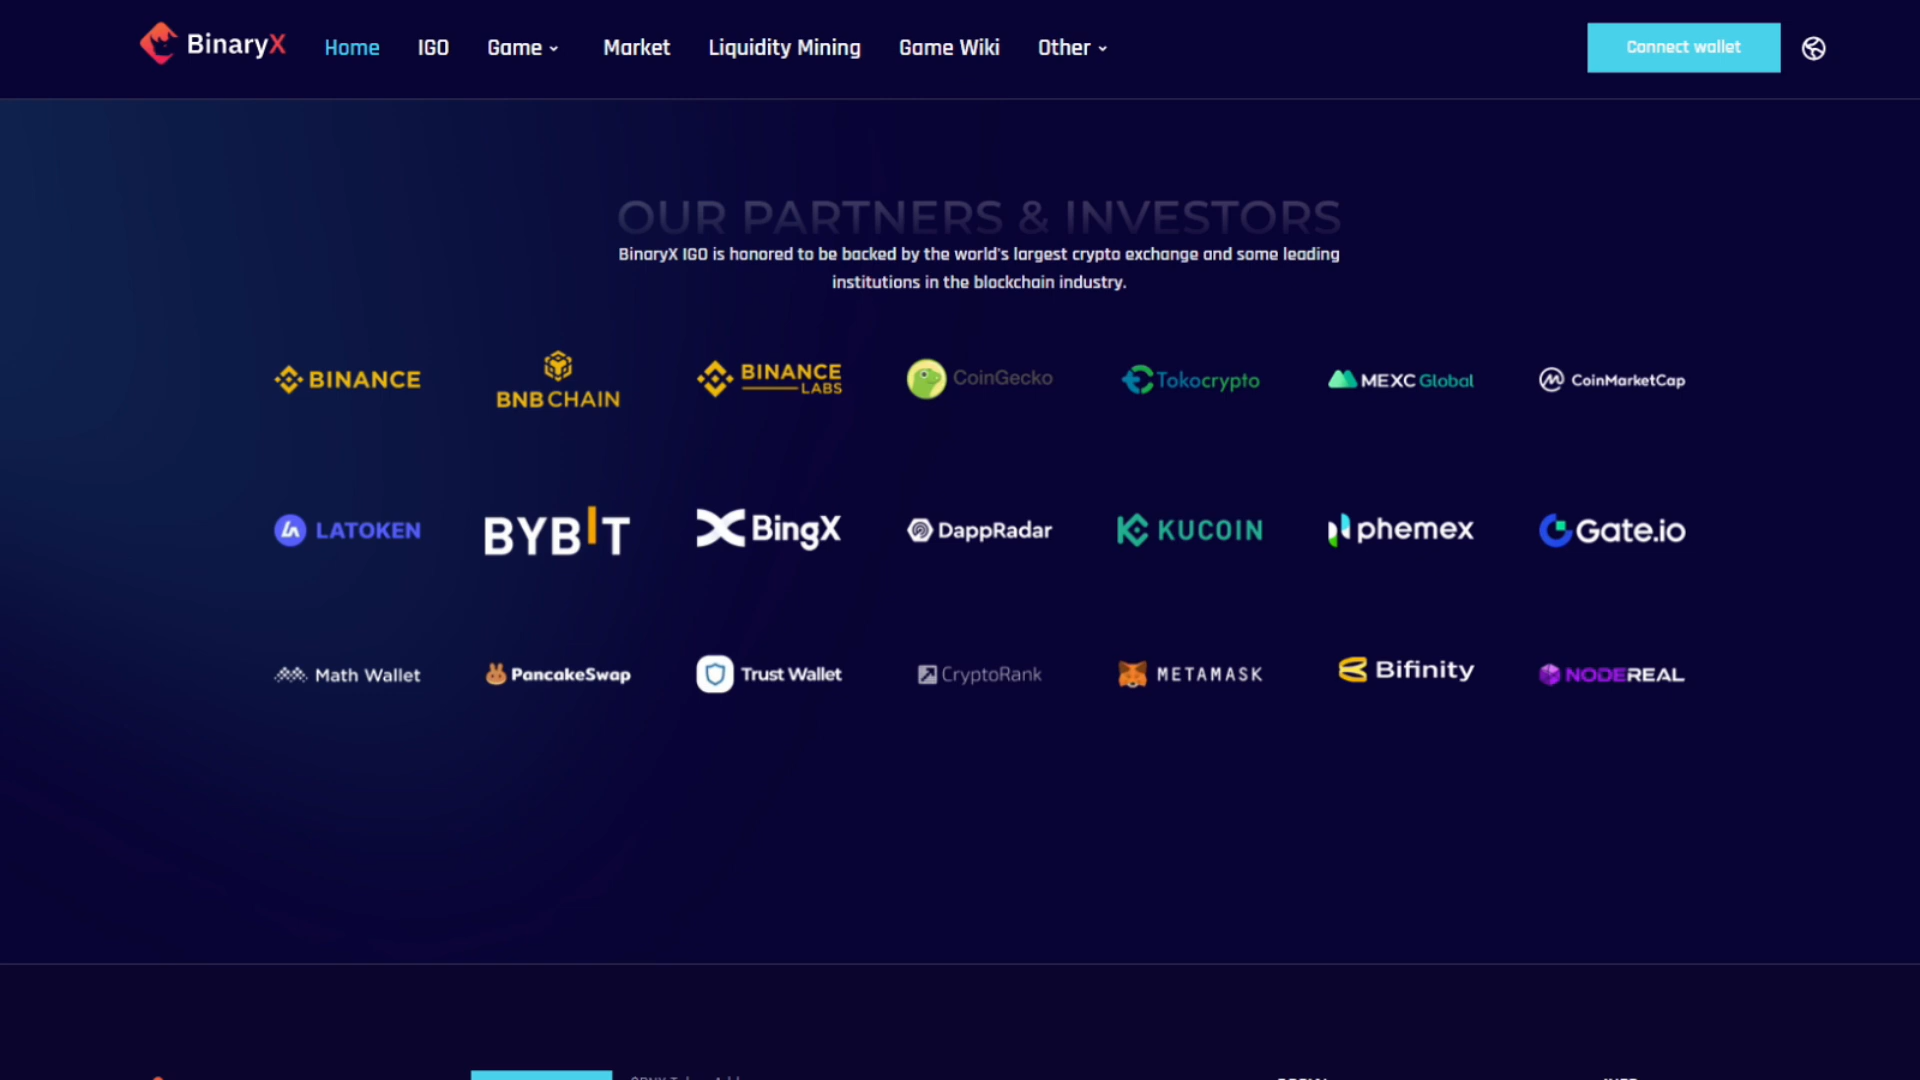 BinaryX
Home
IGO
Game
Market
Liquidity Mining
Game Wiki
Other
Connect wallet
OUR PARTNERS & INVESTORS
BinaryX IGO is honored to be backed by the world's largest crypto exchange and some leading
institutions in the blockchain industry.
BINANCE
BNB CHAIN
BINANCE
LABS
CoinGecko
Tokocrypto
MEXC Global
CoinMarketCap
LATOKEN
BYBIT
BingX
DappRadar
KUCOIN
phemex
Gate.io
Math Wallet
PancakeSwap
Trust Wallet
CryptoRank
METAMASK
Bifinity
NODEREAL